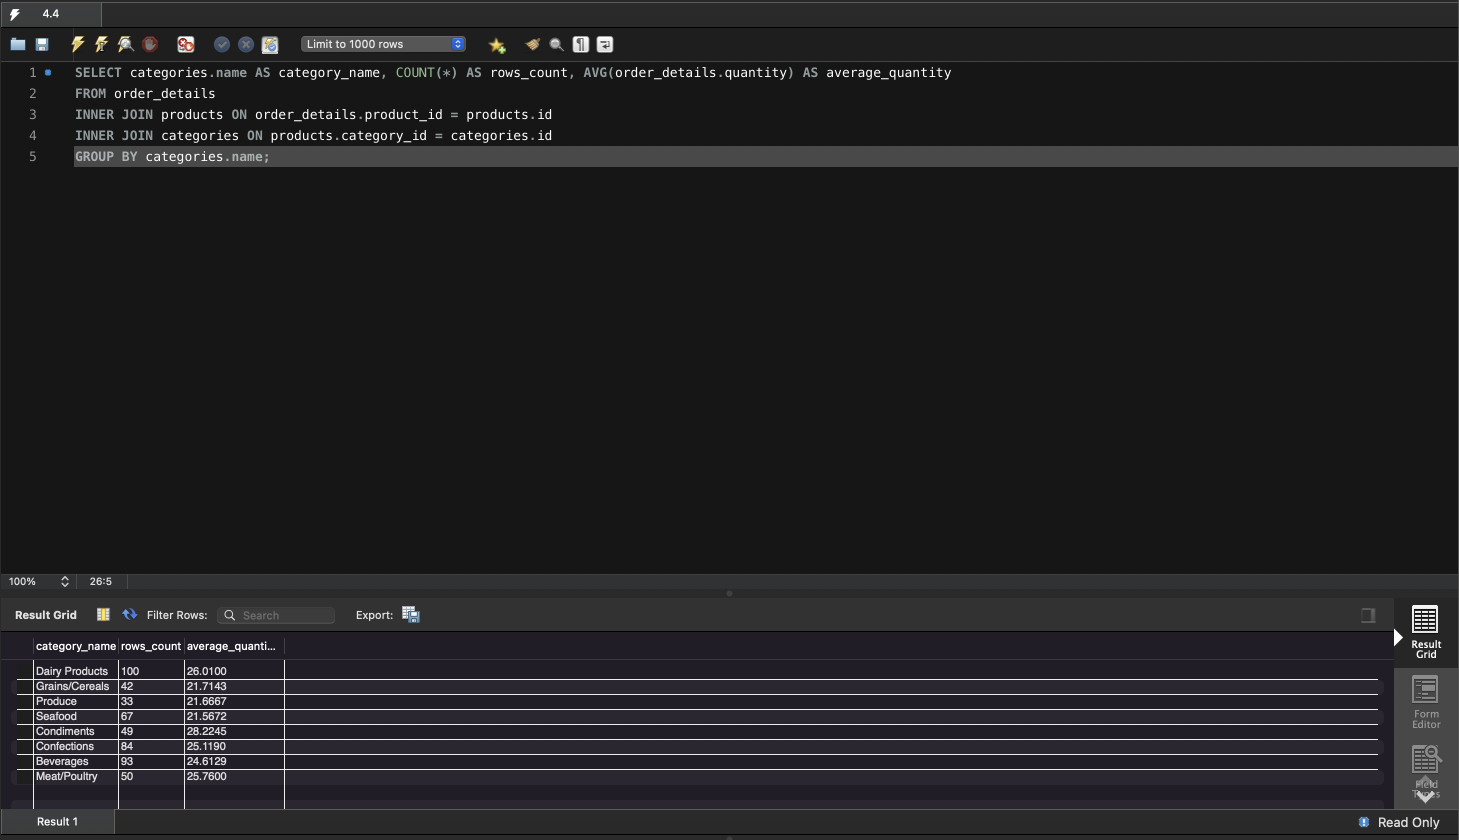 4.4
Limit to 1000 rows
1 SELECT categories.name AS category_name, COUNT(*) AS rows_count, AVG(order_details.quantity) AS average_quantity
2 FROM order_details
3 INNER JOIN products ON order_details.product_id = products.id
4 INNER JOIN categories ON products.category_id = categories.id
5 GROUP BY categories.name;
100% 26:5
Result Grid Filter Rows: Search Export:
category_name rows_count average_quanti...
Dairy Products 100 26.0100
Grains/Cereals 42 21.7143
Produce 33 21.6667
Seafood 67 21.5672
Condiments 49 28.2245
Confections 84 25.1190
Beverages 93 24.6129
Meat/Poultry 50 25.7600
Result
Grid
Form
Editor
Field
Types
Result 1
Read Only